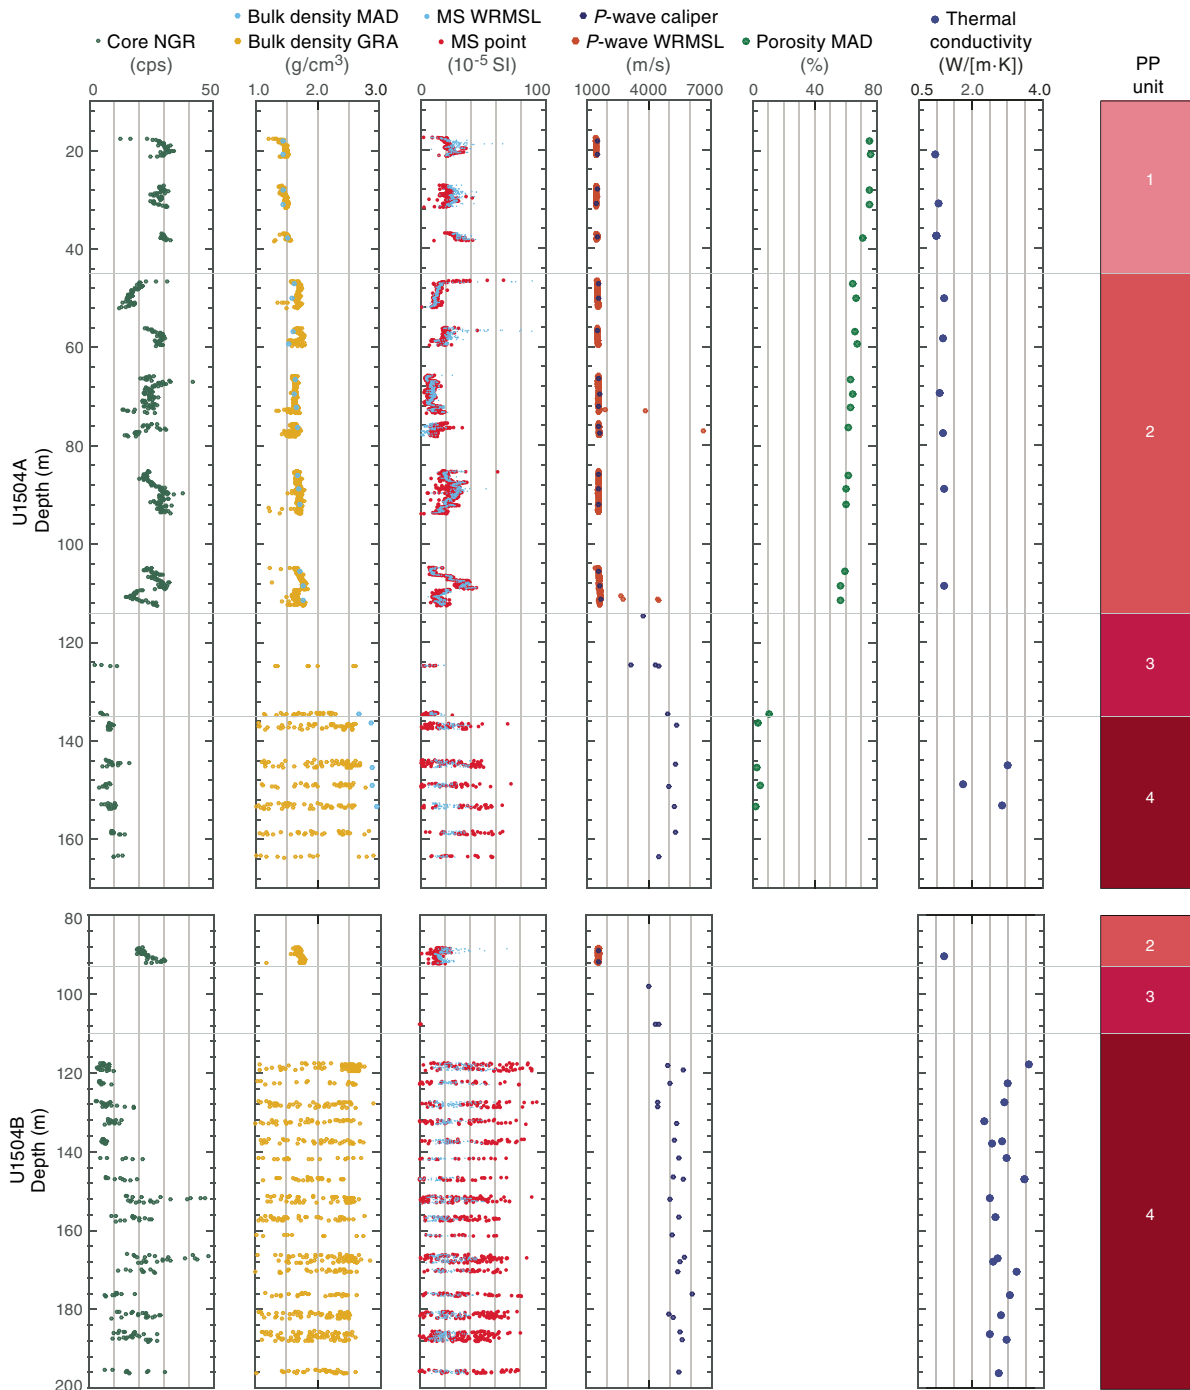 Core NGR
(cps)
Bulk density MAD
Bulk density GRA
(g/cm³)
MS WRMSL
MS point
(10⁻⁵ SI)
P-wave caliper
P-wave WRMSL
(m/s)
Porosity MAD
(%)
Thermal
conductivity
(W/[m·K])
PP
unit
0 50 1.0 2.0 3.0 0 100 1000 4000 7000 0 40 80 0.5 2.0 4.0
20
40
60
80
100
120
140
160
U1504A
Depth (m)
1
2
3
4
80
100
120
140
160
180
200
U1504B
Depth (m)
2
3
4